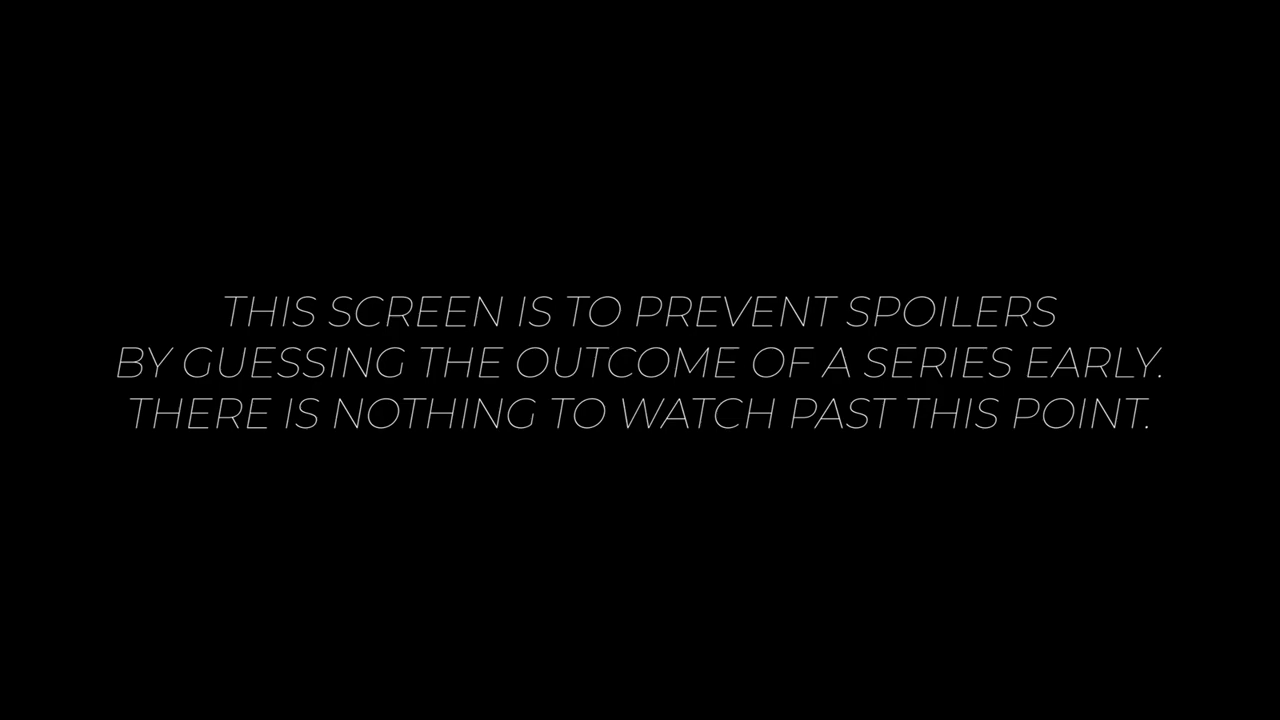 THIS SCREEN IS TO PREVENT SPOILERS
BY GUESSING THE OUTCOME OF A SERIES EARLY.
THERE IS NOTHING TO WATCH PAST THIS POINT.